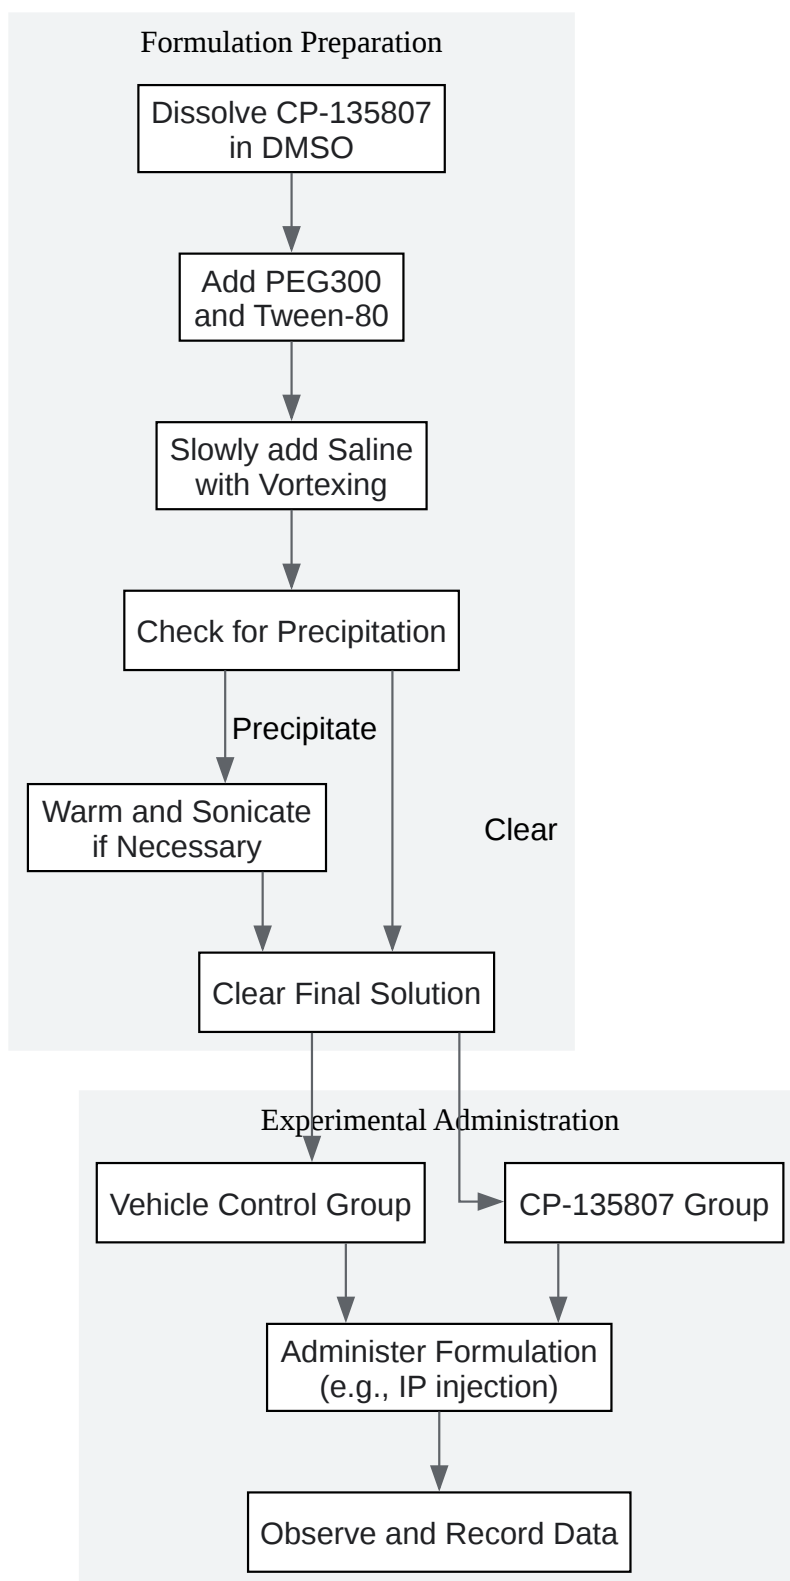 Formulation Preparation
Dissolve CP-135807
in DMSO
Add PEG300
and Tween-80
Slowly add Saline
with Vortexing
Check for Precipitation
Precipitate
Warm and Sonicate
if Necessary
Clear
Clear Final Solution
Experimental Administration
Vehicle Control Group
CP-135807 Group
Administer Formulation
(e.g., IP injection)
Observe and Record Data